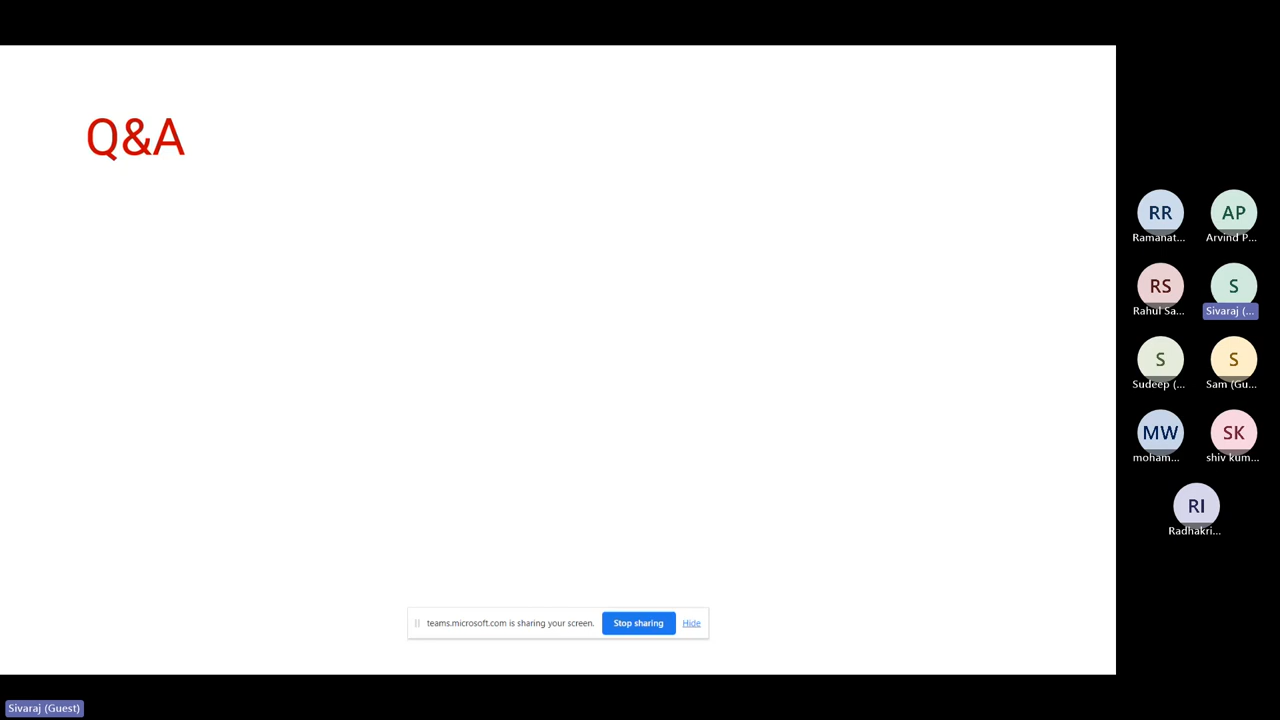 Q&A
RR
Ramanat...
AP
Arvind P...
RS
Rahul Sa...
S
Sivaraj (...
S
Sudeep (...
S
Sam (Gu...
MW
moham...
SK
shiv kum...
RI
Radhakri...
teams.microsoft.com is sharing your screen. Stop sharing Hide
Sivaraj (Guest)